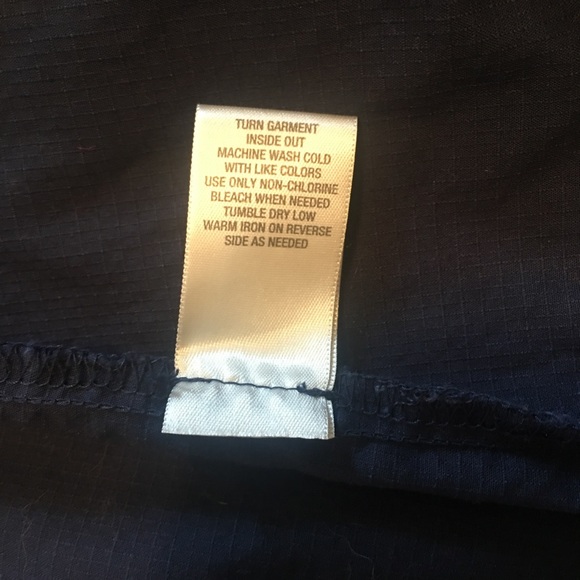 TURN GARMENT
INSIDE OUT
MACHINE WASH COLD
WITH LIKE COLORS
USE ONLY NON-CHLORINE
BLEACH WHEN NEEDED
TUMBLE DRY LOW
WARM IRON ON REVERSE
SIDE AS NEEDED